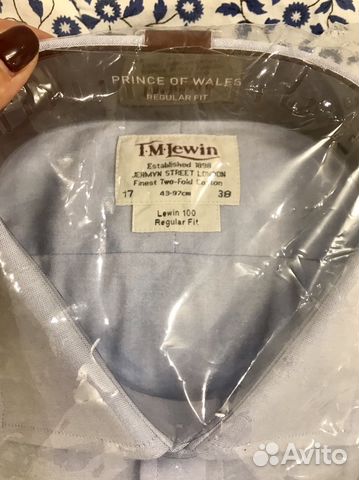 PRINCE OF WALES
REGULAR FIT
T·M·Lewin
Established 1898
JERMYN STREET LONDON
Finest Two-Fold Cotton
17 43-97cm 38
Lewin 100
Regular Fit
Avito